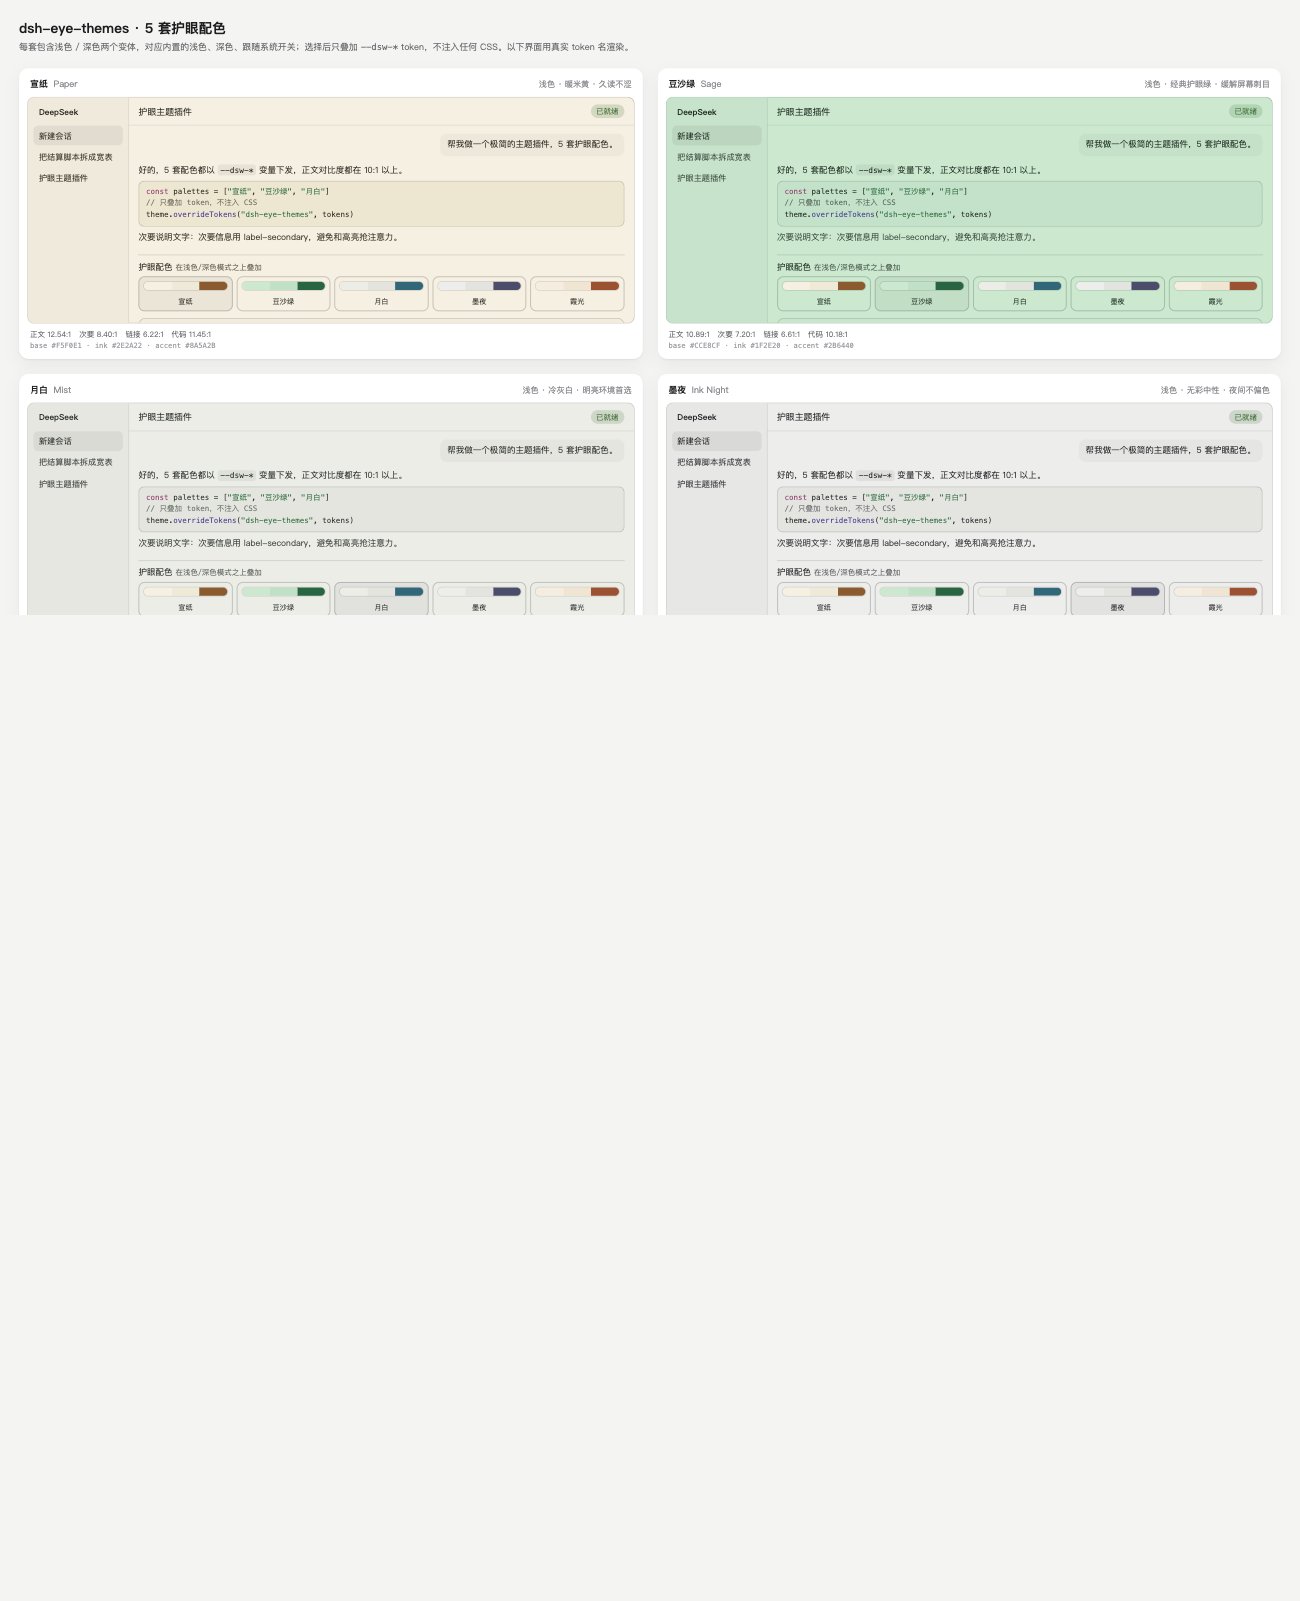 dsh-eye-themes · 5 套护眼配色
每套包含浅色 / 深色两个变体，对应内置的浅色、深色、跟随系统开关；选择后只叠加 --dsw-* token，不注入任何 CSS。以下界面用真实 token 名渲染。
宣纸 Paper
浅色 · 暖米黄 · 久读不涩
DeepSeek
新建会话
把结算脚本拆成宽表
护眼主题插件
护眼主题插件
已就绪
帮我做一个极简的主题插件，5 套护眼配色。
好的，5 套配色都以 --dsw-* 变量下发，正文对比度都在 10:1 以上。
const palettes = ["宣纸", "豆沙绿", "月白"]
// 只叠加 token，不注入 CSS
theme.overrideTokens("dsh-eye-themes", tokens)
次要说明文字：次要信息用 label-secondary，避免和高亮抢注意力。
护眼配色 在浅色/深色模式之上叠加
宣纸 豆沙绿 月白 墨夜 霞光
正文 12.54:1 次要 8.40:1 链接 6.22:1 代码 11.45:1
base #F5F0E1 · ink #2E2A22 · accent #8A5A2B
豆沙绿 Sage
浅色 · 经典护眼绿 · 缓解屏幕刺目
DeepSeek
新建会话
把结算脚本拆成宽表
护眼主题插件
护眼主题插件
已就绪
帮我做一个极简的主题插件，5 套护眼配色。
好的，5 套配色都以 --dsw-* 变量下发，正文对比度都在 10:1 以上。
const palettes = ["宣纸", "豆沙绿", "月白"]
// 只叠加 token，不注入 CSS
theme.overrideTokens("dsh-eye-themes", tokens)
次要说明文字：次要信息用 label-secondary，避免和高亮抢注意力。
护眼配色 在浅色/深色模式之上叠加
宣纸 豆沙绿 月白 墨夜 霞光
正文 10.89:1 次要 7.20:1 链接 6.61:1 代码 10.18:1
base #CCE8CF · ink #1F2E20 · accent #2B6440
月白 Mist
浅色 · 冷灰白 · 明亮环境首选
DeepSeek
新建会话
把结算脚本拆成宽表
护眼主题插件
护眼主题插件
已就绪
帮我做一个极简的主题插件，5 套护眼配色。
好的，5 套配色都以 --dsw-* 变量下发，正文对比度都在 10:1 以上。
const palettes = ["宣纸", "豆沙绿", "月白"]
// 只叠加 token，不注入 CSS
theme.overrideTokens("dsh-eye-themes", tokens)
次要说明文字：次要信息用 label-secondary，避免和高亮抢注意力。
护眼配色 在浅色/深色模式之上叠加
宣纸 豆沙绿 月白 墨夜 霞光
墨夜 Ink Night
浅色 · 无彩中性 · 夜间不偏色
DeepSeek
新建会话
把结算脚本拆成宽表
护眼主题插件
护眼主题插件
已就绪
帮我做一个极简的主题插件，5 套护眼配色。
好的，5 套配色都以 --dsw-* 变量下发，正文对比度都在 10:1 以上。
const palettes = ["宣纸", "豆沙绿", "月白"]
// 只叠加 token，不注入 CSS
theme.overrideTokens("dsh-eye-themes", tokens)
次要说明文字：次要信息用 label-secondary，避免和高亮抢注意力。
护眼配色 在浅色/深色模式之上叠加
宣纸 豆沙绿 月白 墨夜 霞光